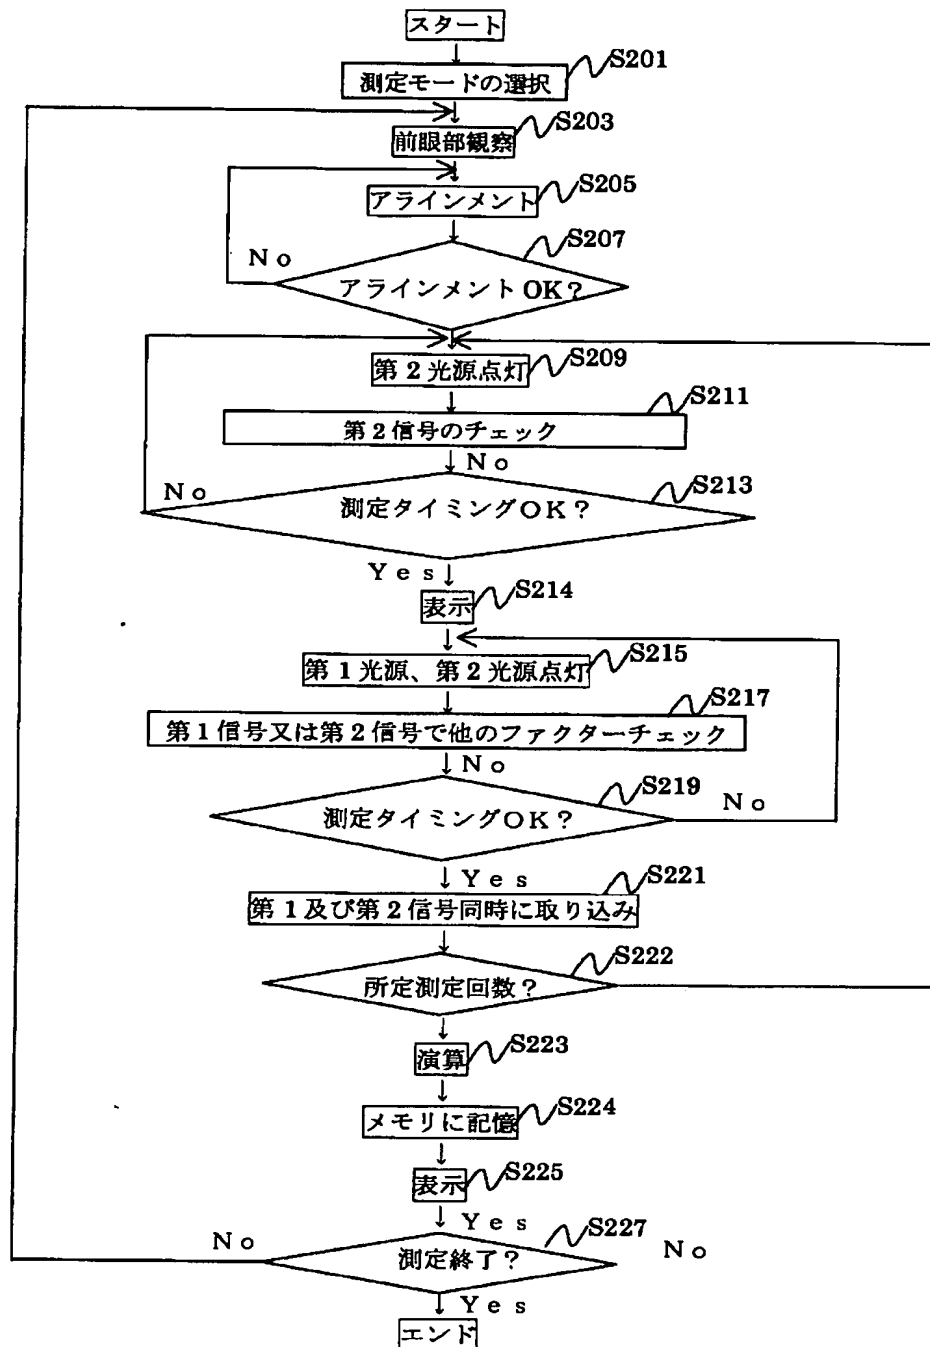 スタート
S201
測定モードの選択
S203
前眼部観察
S205
アラインメント
S207
No
アラインメントOK?
S209
第2光源点灯
S211
第2信号のチェック
No
No
S213
測定タイミングOK?
Yes
S214
表示
S215
第1光源、第2光源点灯
S217
第1信号又は第2信号で他のファクターチェック
No
S219
No
測定タイミングOK?
Yes
S221
第1及び第2信号同時に取り込み
S222
所定測定回数?
S223
演算
S224
メモリに記憶
S225
表示
Yes
S227
No
No
測定終了?
Yes
エンド